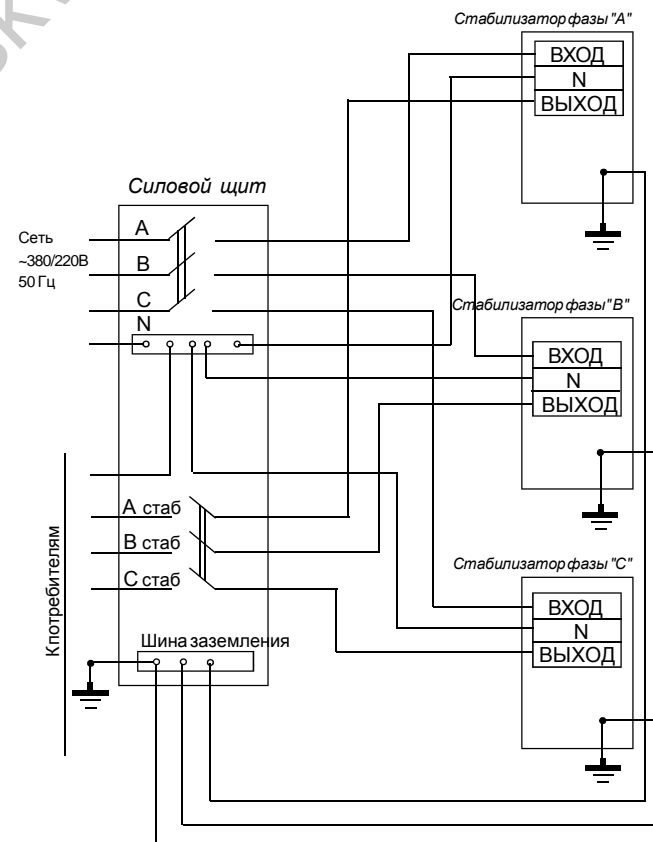 Стабилизатор фазы "А"
ВХОД
N
ВЫХОД
Силовой щит
Сеть
~380/220В
50 Гц
А
В
С
N
Стабилизатор фазы "В"
ВХОД
N
ВЫХОД
А стаб
В стаб
С стаб
К потребителям
Стабилизатор фазы "С"
ВХОД
N
ВЫХОД
Шина заземления